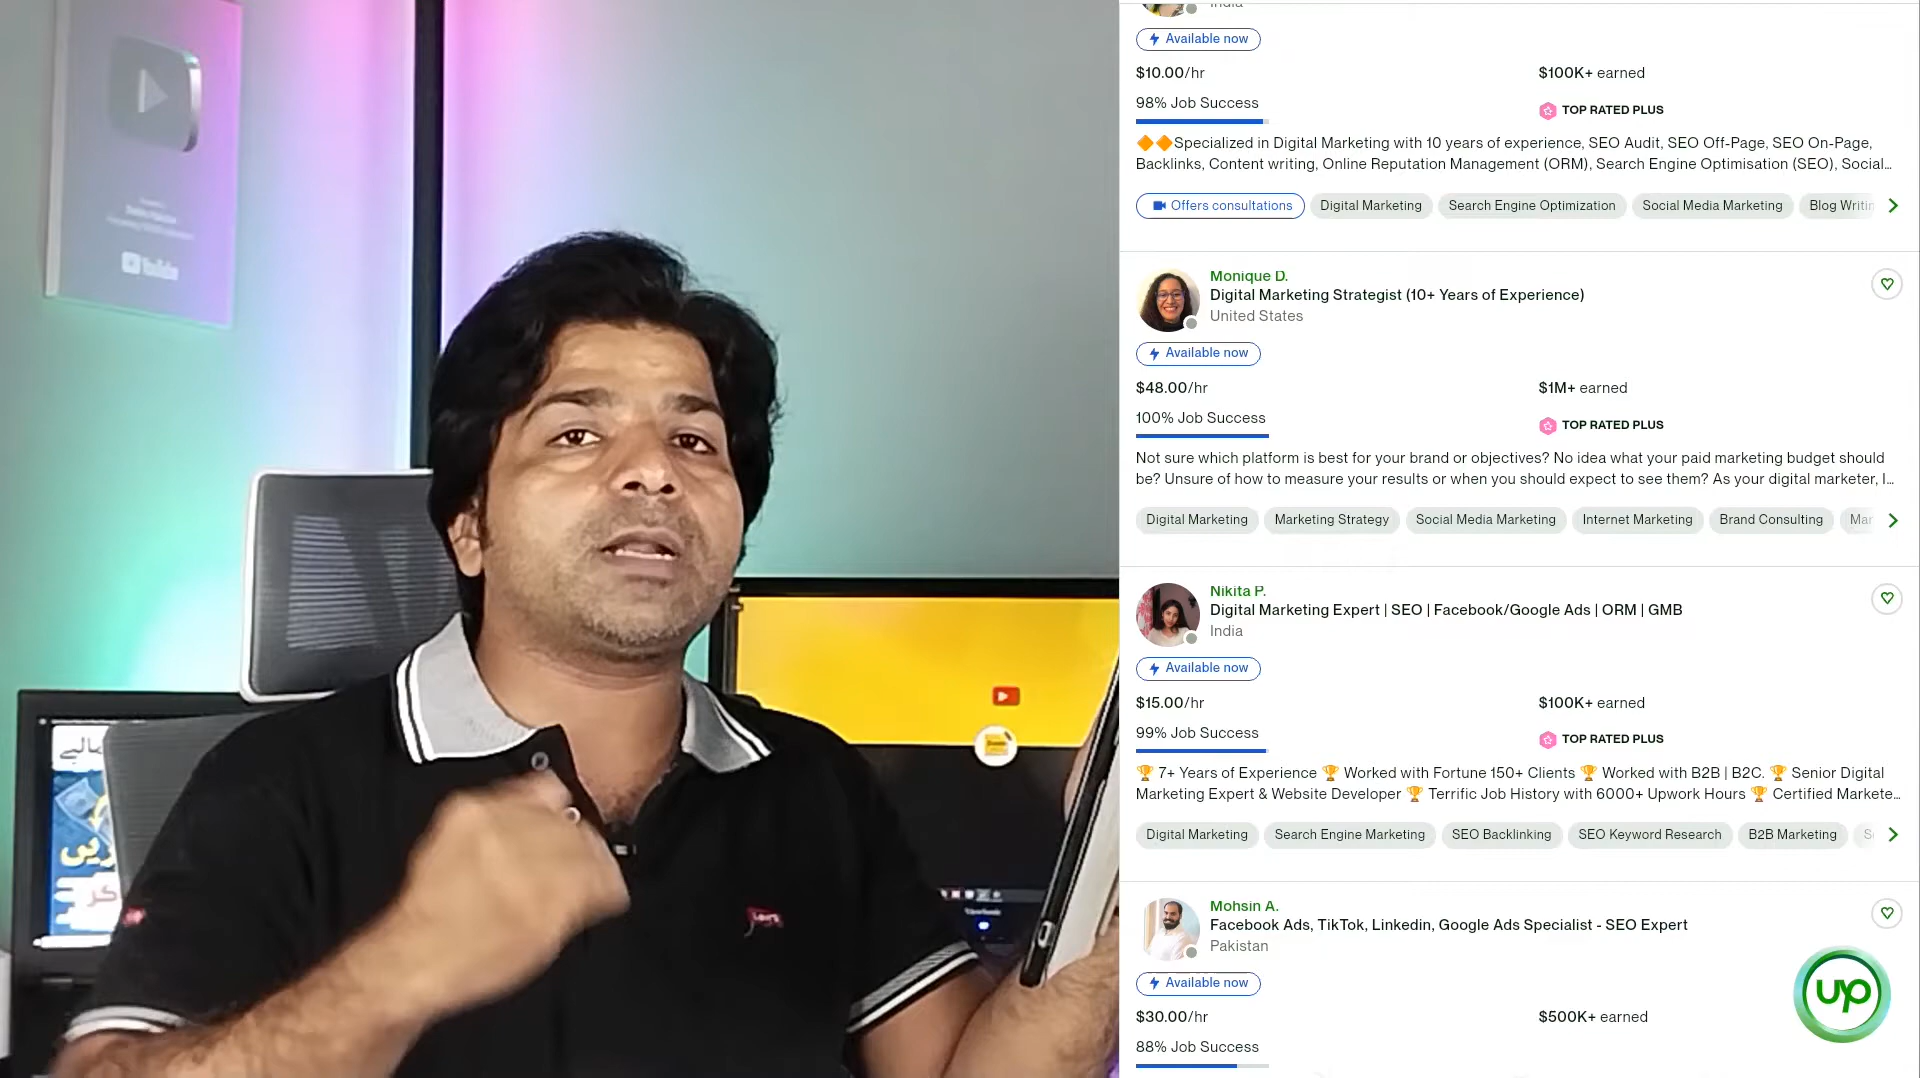 YouTube
India
Available now
$10.00/hr
$100K+ earned
98% Job Success
TOP RATED PLUS
🔶🔶Specialized in Digital Marketing with 10 years of experience, SEO Audit, SEO Off-Page, SEO On-Page,
Backlinks, Content writing, Online Reputation Management (ORM), Search Engine Optimisation (SEO), Social...
Offers consultations
Digital Marketing
Search Engine Optimization
Social Media Marketing
Blog Writin
Monique D.
Digital Marketing Strategist (10+ Years of Experience)
United States
Available now
$48.00/hr
$1M+ earned
100% Job Success
TOP RATED PLUS
Not sure which platform is best for your brand or objectives? No idea what your paid marketing budget should
be? Unsure of how to measure your results or when you should expect to see them? As your digital marketer, I...
Digital Marketing
Marketing Strategy
Social Media Marketing
Internet Marketing
Brand Consulting
Mar
Nikita P.
Digital Marketing Expert | SEO | Facebook/Google Ads | ORM | GMB
India
Available now
$15.00/hr
$100K+ earned
99% Job Success
TOP RATED PLUS
🏆 7+ Years of Experience 🏆 Worked with Fortune 150+ Clients 🏆 Worked with B2B | B2C. 🏆 Senior Digital
Marketing Expert & Website Developer 🏆 Terrific Job History with 6000+ Upwork Hours 🏆 Certified Markete...
Digital Marketing
Search Engine Marketing
SEO Backlinking
SEO Keyword Research
B2B Marketing
S
Mohsin A.
Facebook Ads, TikTok, Linkedin, Google Ads Specialist - SEO Expert
Pakistan
Available now
$30.00/hr
$500K+ earned
88% Job Success
up